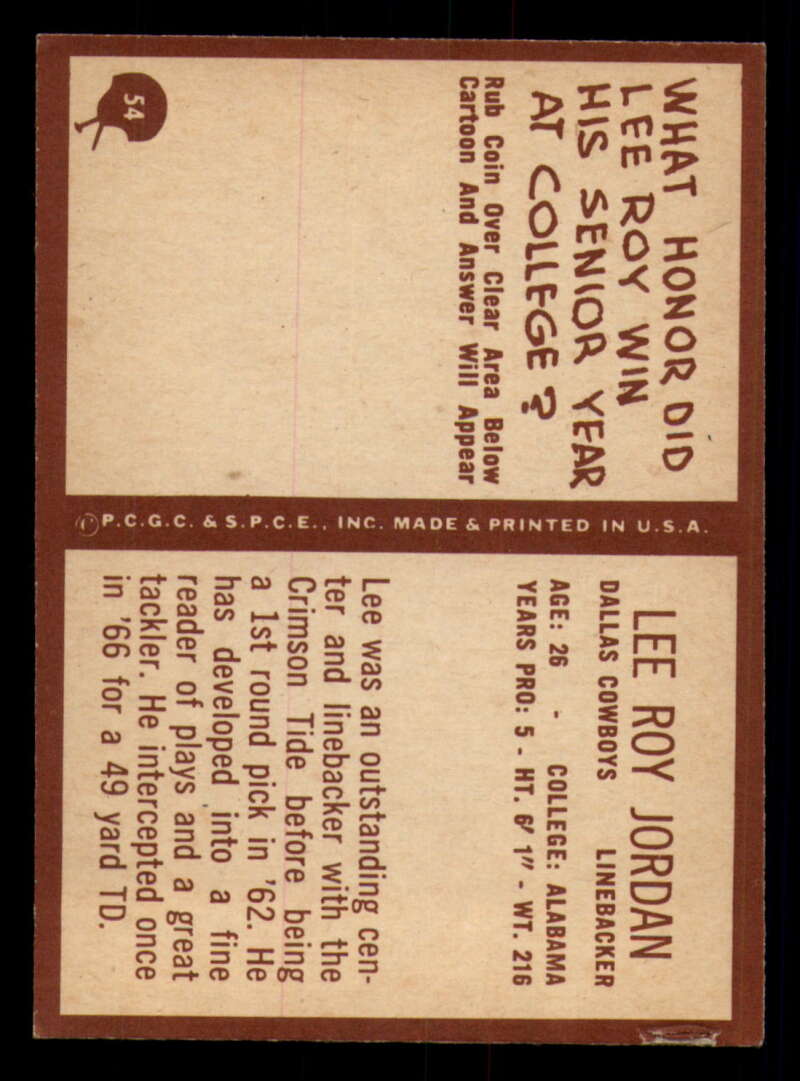 WHAT HONOR DID
LEE ROY WIN
HIS SENIOR YEAR
AT COLLEGE?
Rub Coin Over Clear Area Below
Cartoon And Answer Will Appear
54
© P.C.G.C. & S.P.C.E., INC. MADE & PRINTED IN U.S.A.
LEE ROY JORDAN
DALLAS COWBOYS LINEBACKER
AGE: 26 - COLLEGE: ALABAMA
YEARS PRO: 5 - HT. 6' 1" - WT. 216
Lee was an outstanding cen-
ter and linebacker with the
Crimson Tide before being
a 1st round pick in '62. He
has developed into a fine
reader of plays and a great
tackler. He intercepted once
in '66 for a 49 yard TD.